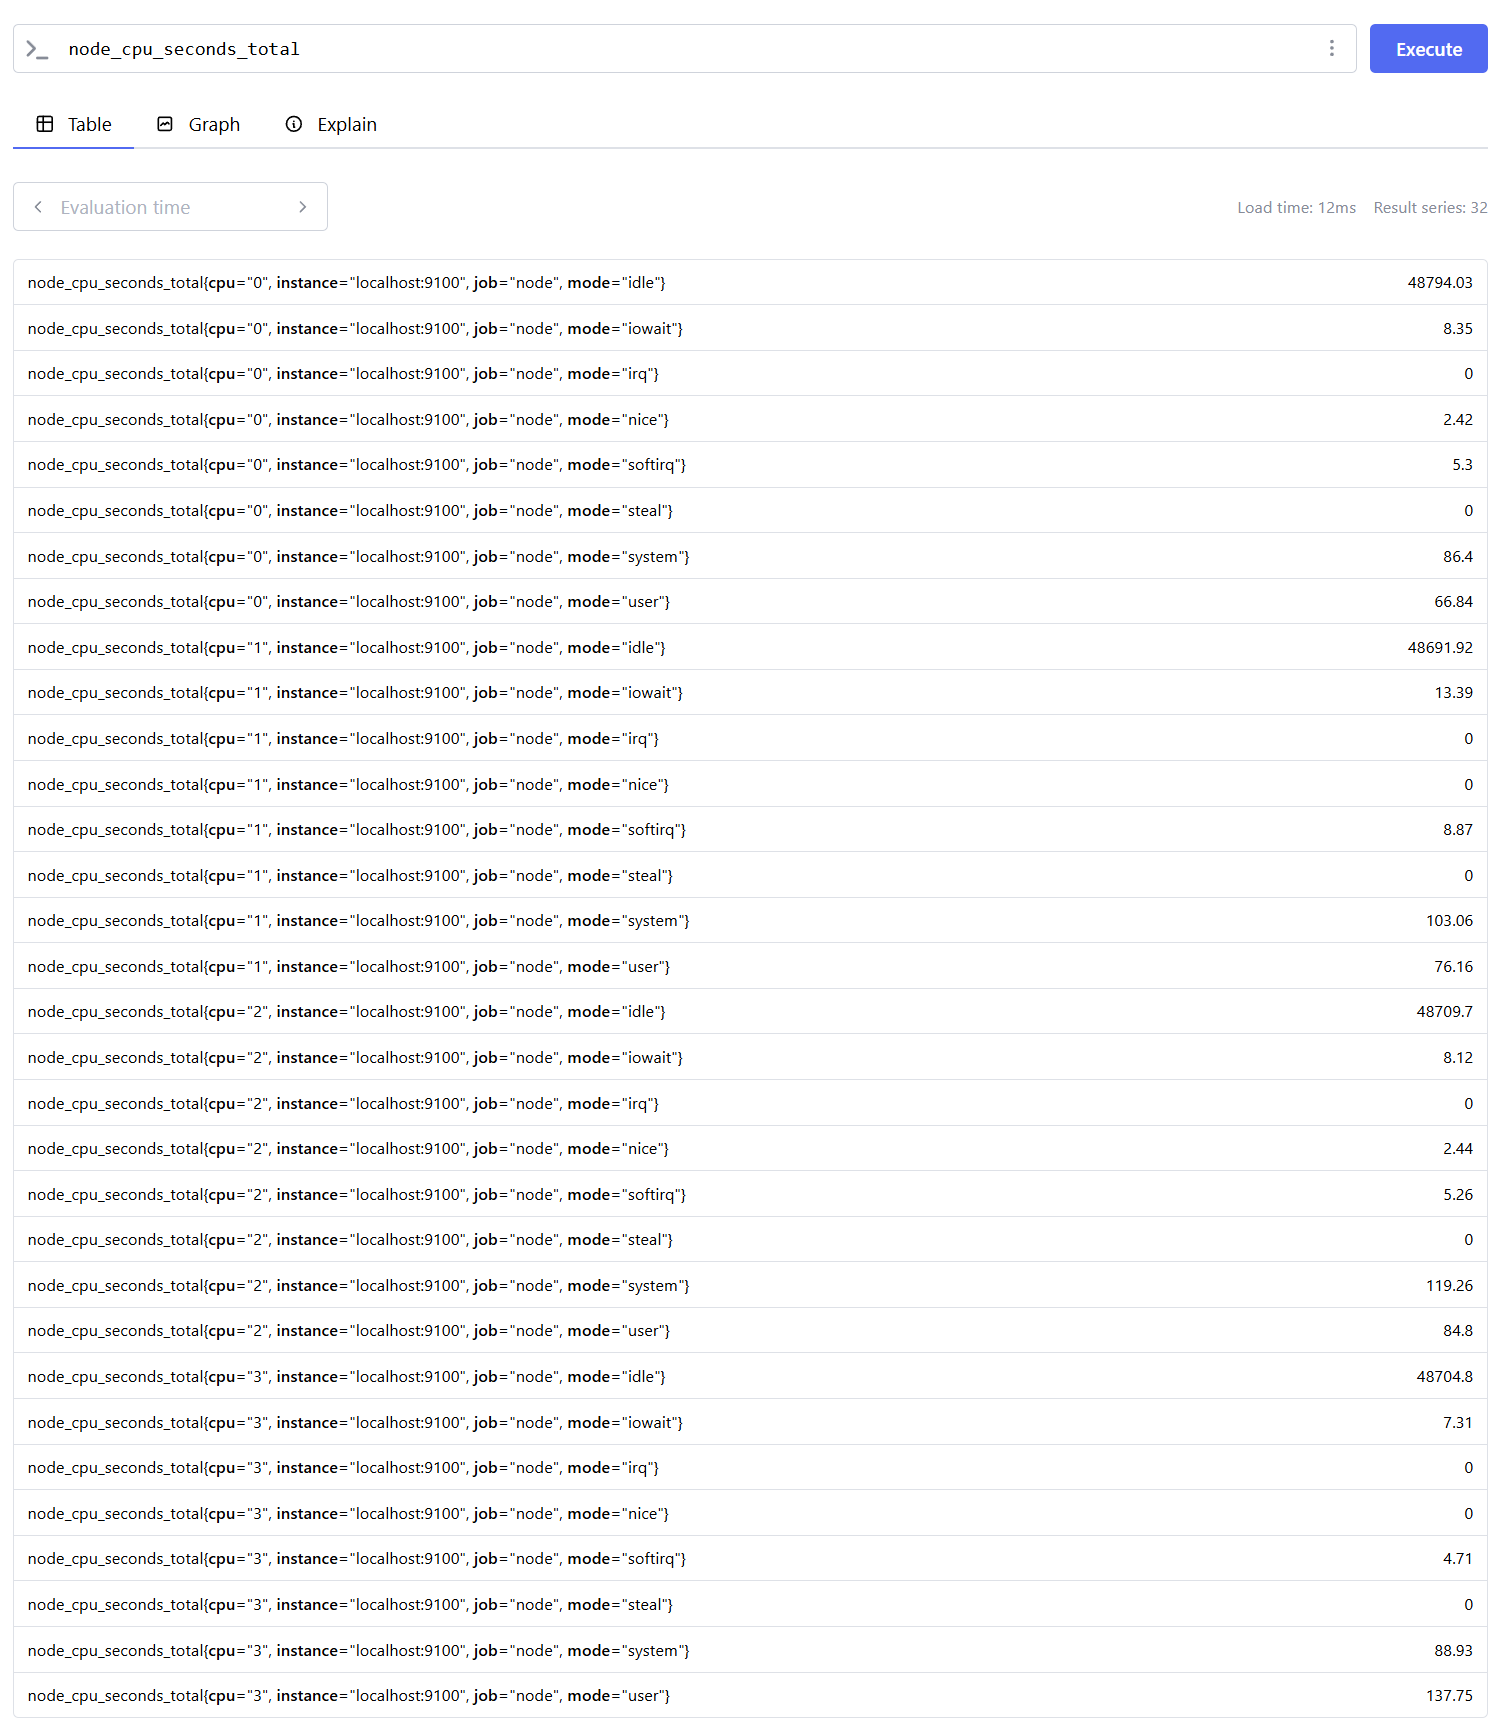 node_cpu_seconds_total
Execute
Table Graph Explain
Evaluation time
Load time: 12ms Result series: 32
node_cpu_seconds_total{cpu="0", instance="localhost:9100", job="node", mode="idle"} 48794.03
node_cpu_seconds_total{cpu="0", instance="localhost:9100", job="node", mode="iowait"} 8.35
node_cpu_seconds_total{cpu="0", instance="localhost:9100", job="node", mode="irq"} 0
node_cpu_seconds_total{cpu="0", instance="localhost:9100", job="node", mode="nice"} 2.42
node_cpu_seconds_total{cpu="0", instance="localhost:9100", job="node", mode="softirq"} 5.3
node_cpu_seconds_total{cpu="0", instance="localhost:9100", job="node", mode="steal"} 0
node_cpu_seconds_total{cpu="0", instance="localhost:9100", job="node", mode="system"} 86.4
node_cpu_seconds_total{cpu="0", instance="localhost:9100", job="node", mode="user"} 66.84
node_cpu_seconds_total{cpu="1", instance="localhost:9100", job="node", mode="idle"} 48691.92
node_cpu_seconds_total{cpu="1", instance="localhost:9100", job="node", mode="iowait"} 13.39
node_cpu_seconds_total{cpu="1", instance="localhost:9100", job="node", mode="irq"} 0
node_cpu_seconds_total{cpu="1", instance="localhost:9100", job="node", mode="nice"} 0
node_cpu_seconds_total{cpu="1", instance="localhost:9100", job="node", mode="softirq"} 8.87
node_cpu_seconds_total{cpu="1", instance="localhost:9100", job="node", mode="steal"} 0
node_cpu_seconds_total{cpu="1", instance="localhost:9100", job="node", mode="system"} 103.06
node_cpu_seconds_total{cpu="1", instance="localhost:9100", job="node", mode="user"} 76.16
node_cpu_seconds_total{cpu="2", instance="localhost:9100", job="node", mode="idle"} 48709.7
node_cpu_seconds_total{cpu="2", instance="localhost:9100", job="node", mode="iowait"} 8.12
node_cpu_seconds_total{cpu="2", instance="localhost:9100", job="node", mode="irq"} 0
node_cpu_seconds_total{cpu="2", instance="localhost:9100", job="node", mode="nice"} 2.44
node_cpu_seconds_total{cpu="2", instance="localhost:9100", job="node", mode="softirq"} 5.26
node_cpu_seconds_total{cpu="2", instance="localhost:9100", job="node", mode="steal"} 0
node_cpu_seconds_total{cpu="2", instance="localhost:9100", job="node", mode="system"} 119.26
node_cpu_seconds_total{cpu="2", instance="localhost:9100", job="node", mode="user"} 84.8
node_cpu_seconds_total{cpu="3", instance="localhost:9100", job="node", mode="idle"} 48704.8
node_cpu_seconds_total{cpu="3", instance="localhost:9100", job="node", mode="iowait"} 7.31
node_cpu_seconds_total{cpu="3", instance="localhost:9100", job="node", mode="irq"} 0
node_cpu_seconds_total{cpu="3", instance="localhost:9100", job="node", mode="nice"} 0
node_cpu_seconds_total{cpu="3", instance="localhost:9100", job="node", mode="softirq"} 4.71
node_cpu_seconds_total{cpu="3", instance="localhost:9100", job="node", mode="steal"} 0
node_cpu_seconds_total{cpu="3", instance="localhost:9100", job="node", mode="system"} 88.93
node_cpu_seconds_total{cpu="3", instance="localhost:9100", job="node", mode="user"} 137.75